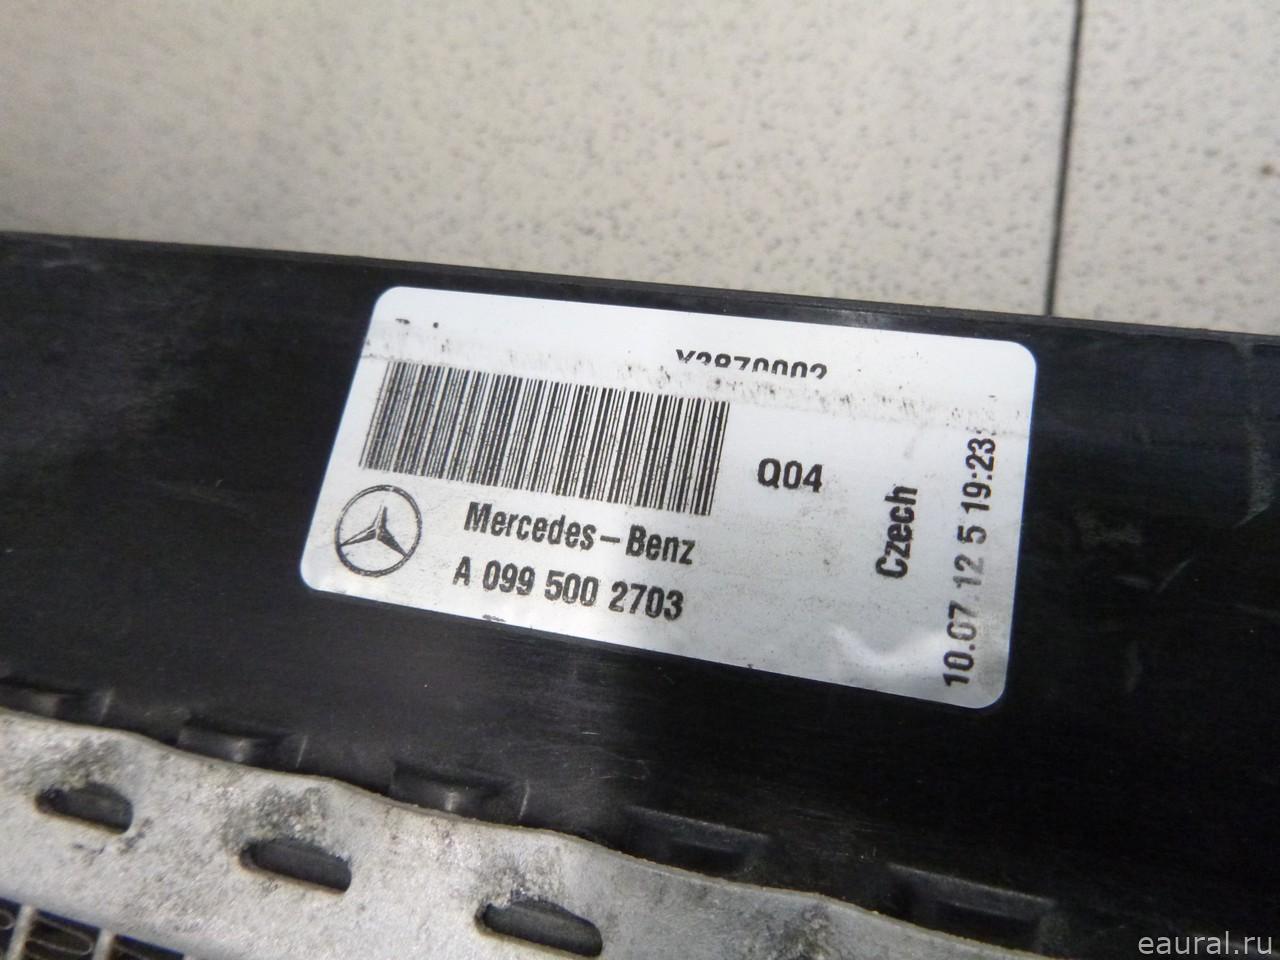 Q04
Mercedes-Benz
A 099 500 2703
Czech
10.07.12 5 19:23
eaural.ru